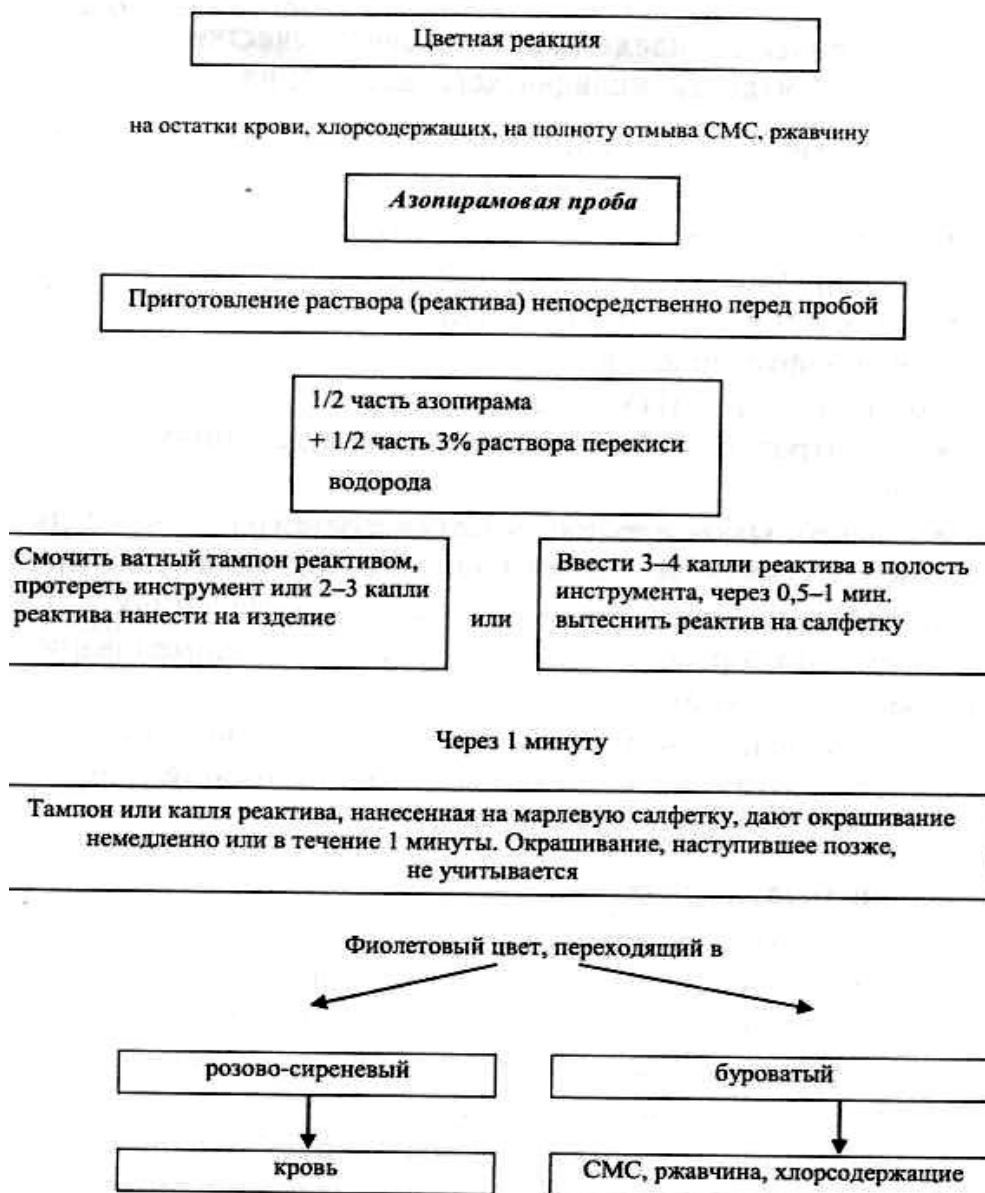 Цветная реакция
на остатки крови, хлорсодержащих, на полноту отмыва СМС, ржавчину
Азопирамовая проба
Приготовление раствора (реактива) непосредственно перед пробой
1/2 часть азопирама
+ 1/2 часть 3% раствора перекиси
водорода
Смочить ватный тампон реактивом,
протереть инструмент или 2–3 капли
реактива нанести на изделие
или
Ввести 3–4 капли реактива в полость
инструмента, через 0,5–1 мин.
вытеснить реактив на салфетку
Через 1 минуту
Тампон или капля реактива, нанесенная на марлевую салфетку, дают окрашивание
немедленно или в течение 1 минуты. Окрашивание, наступившее позже,
не учитывается
Фиолетовый цвет, переходящий в
розово-сиреневый
буроватый
кровь
СМС, ржавчина, хлорсодержащие